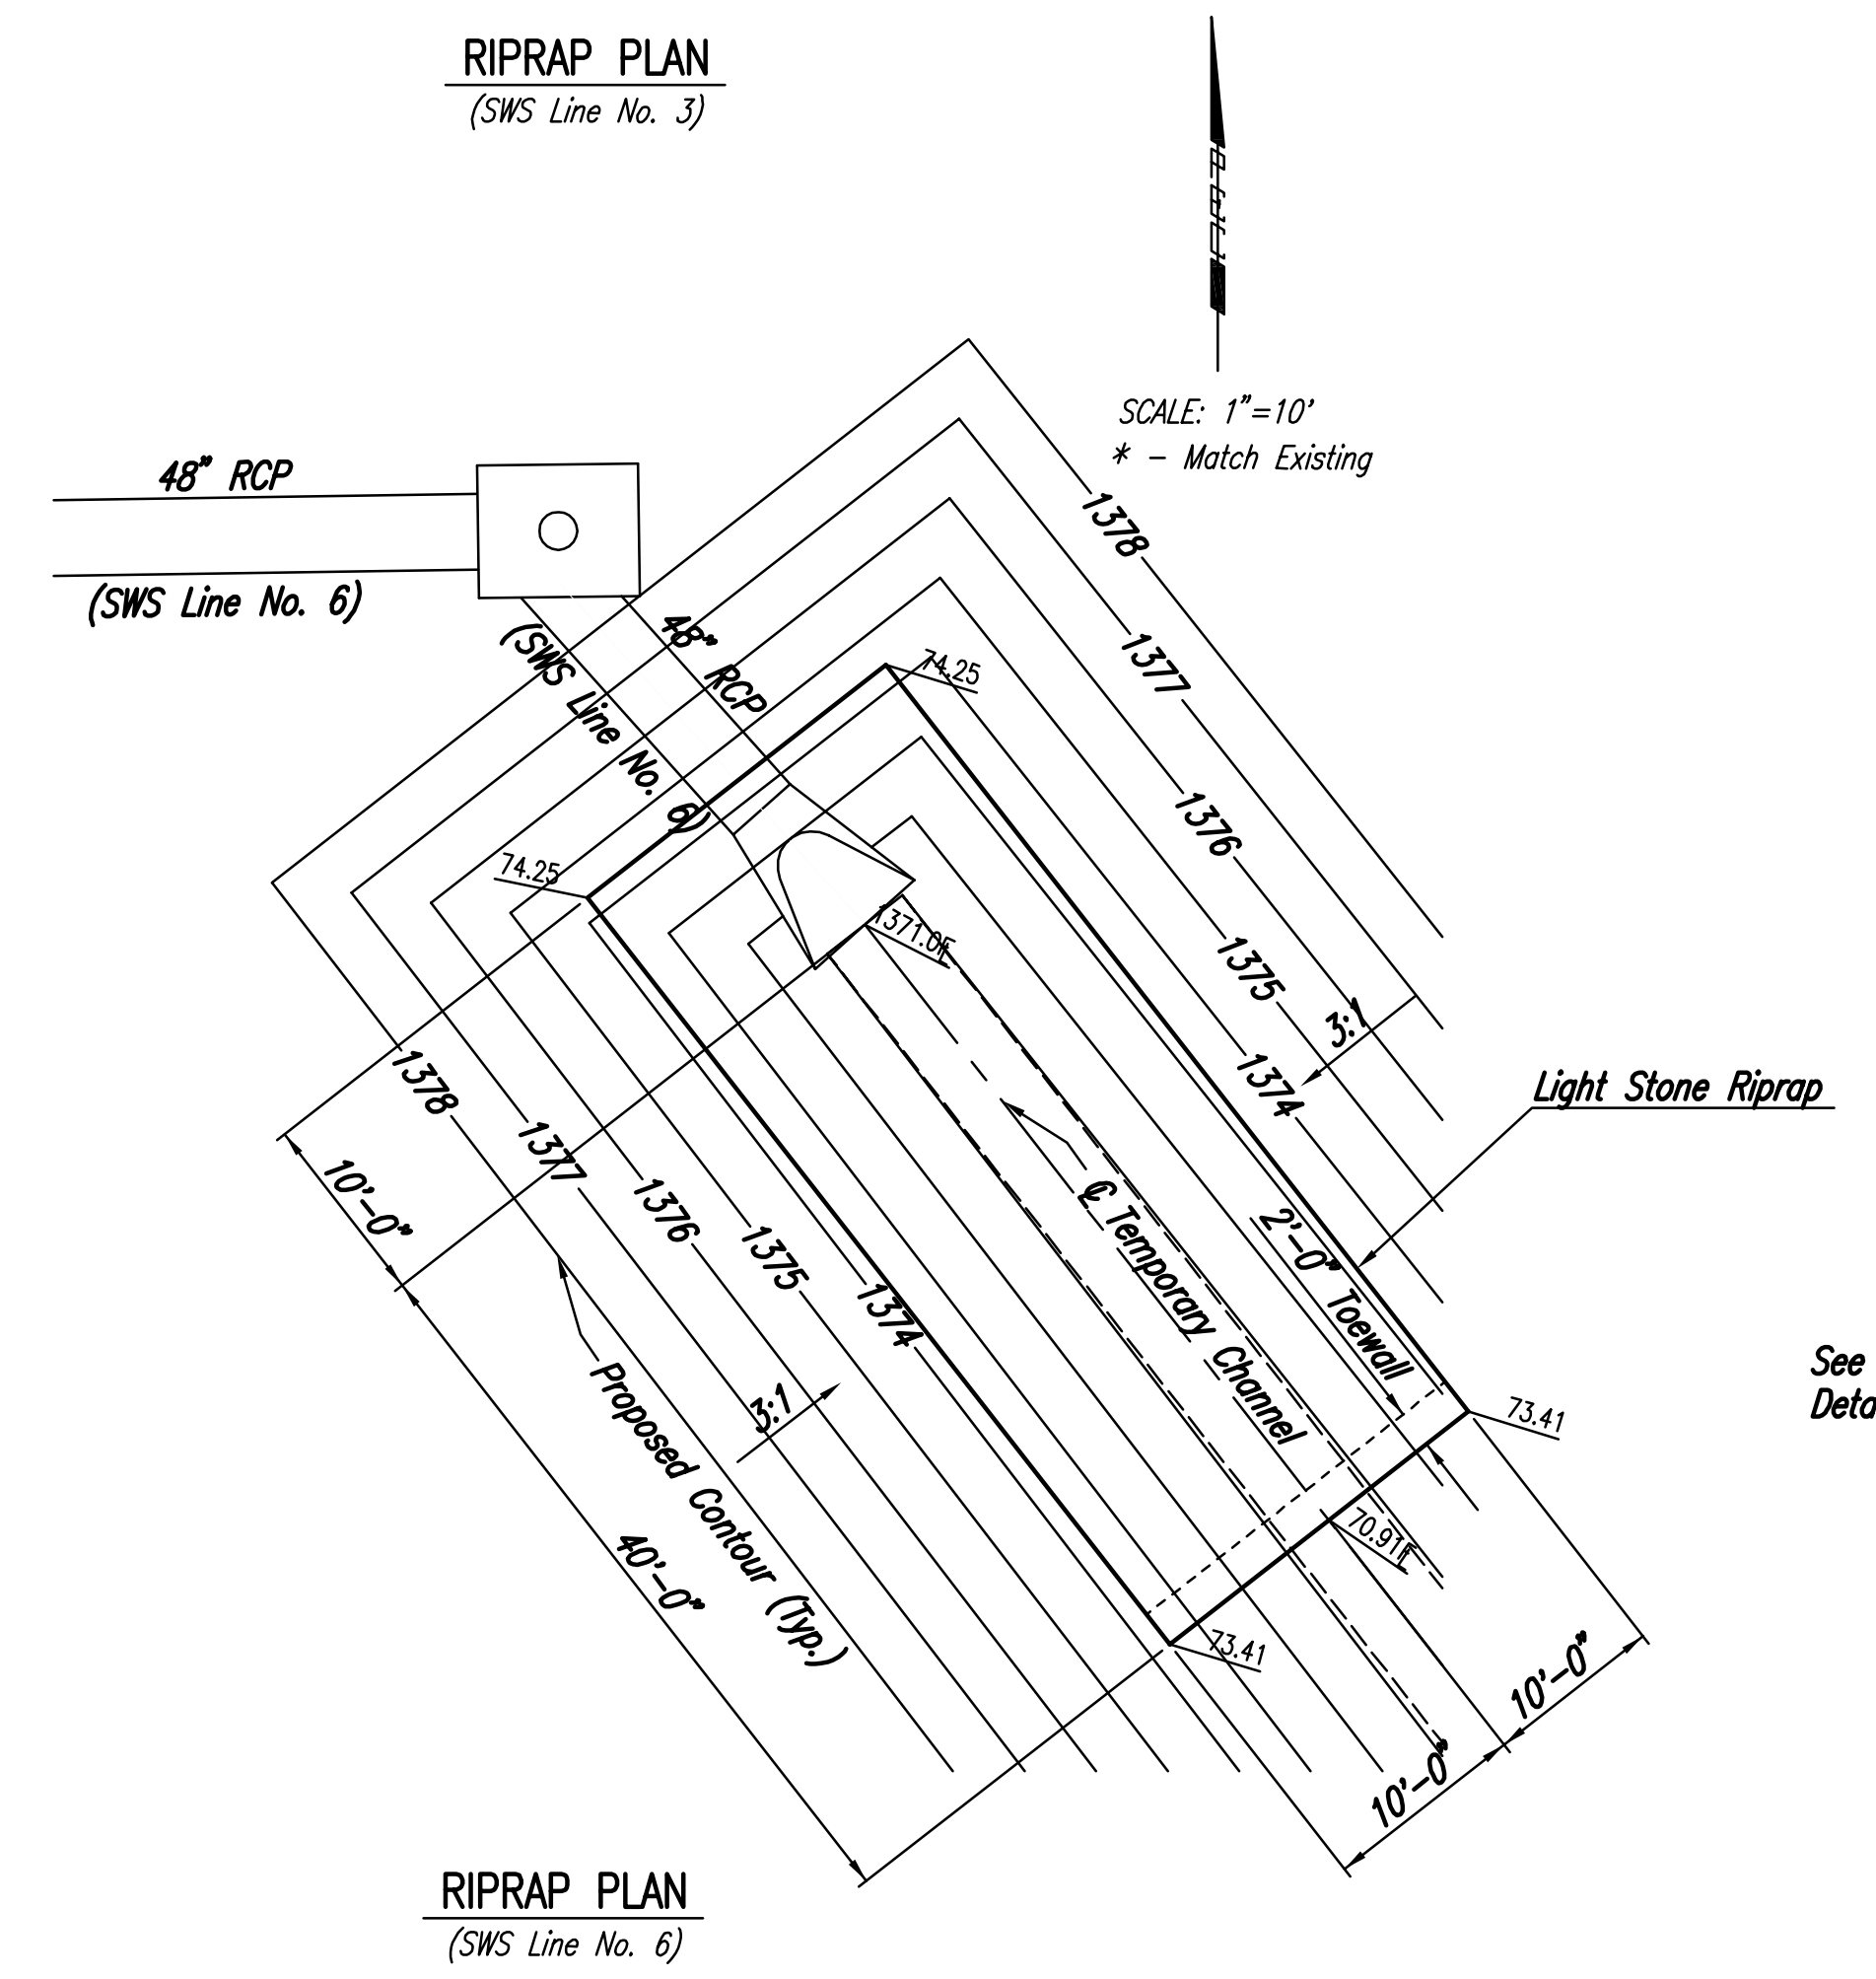 RIPRAP PLAN
(SWS Line No. 3)
SCALE: 1"=10'
* - Match Existing
48" RCP
(SWS Line No. 6)
48" RCP
(SWS Line No. 6)
1378
1377
1376
1375
1374
74.25
74.25
3:1
Light Stone Riprap
1378
1377
1376
1375
1374
10'-0"
℄ Temporary Channel
2'-0" Toewall
See
Proposed Contour (Typ.)
3:1
40'-0"
73.41
70.91
73.41
10'-0"
10'-0"
RIPRAP PLAN
(SWS Line No. 6)